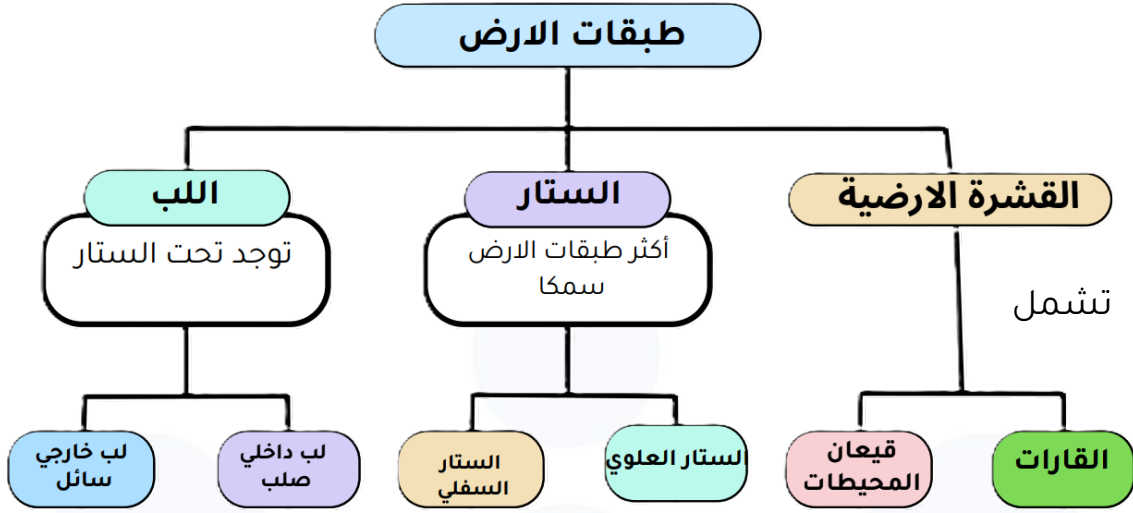 طبقات الارض
القشرة الارضية
الستار
اللب
أكثر طبقات الارض
سمكا
توجد تحت الستار
تشمل
القارات
قيعان
المحيطات
الستار العلوي
الستار
السفلي
لب داخلي
صلب
لب خارجي
سائل